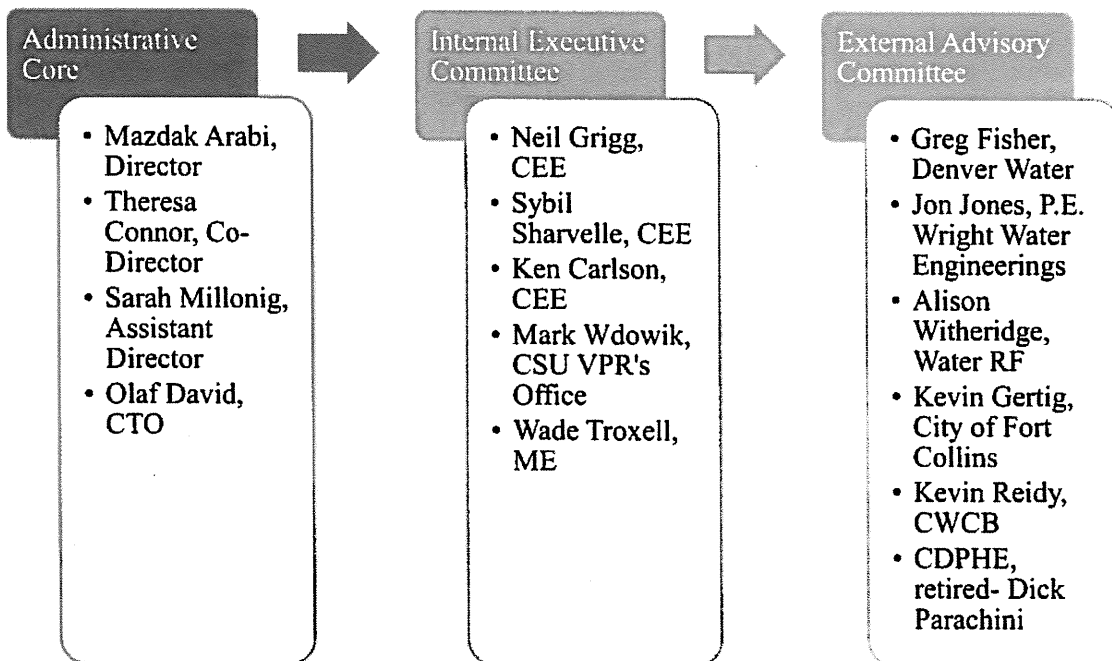 Administrative
Core
• Mazdak Arabi,
Director
• Theresa
Connor, Co-
Director
• Sarah Millonig,
Assistant
Director
• Olaf David,
CTO
Internal Executive
Committee
• Neil Grigg,
CEE
• Sybil
Sharvelle, CEE
• Ken Carlson,
CEE
• Mark Wdowik,
CSU VPR's
Office
• Wade Troxell,
ME
External Advisory
Committee
• Greg Fisher,
Denver Water
• Jon Jones, P.E.
Wright Water
Engineerings
• Alison
Witheridge,
Water RF
• Kevin Gertig,
City of Fort
Collins
• Kevin Reidy,
CWCB
• CDPHE,
retired- Dick
Parachini